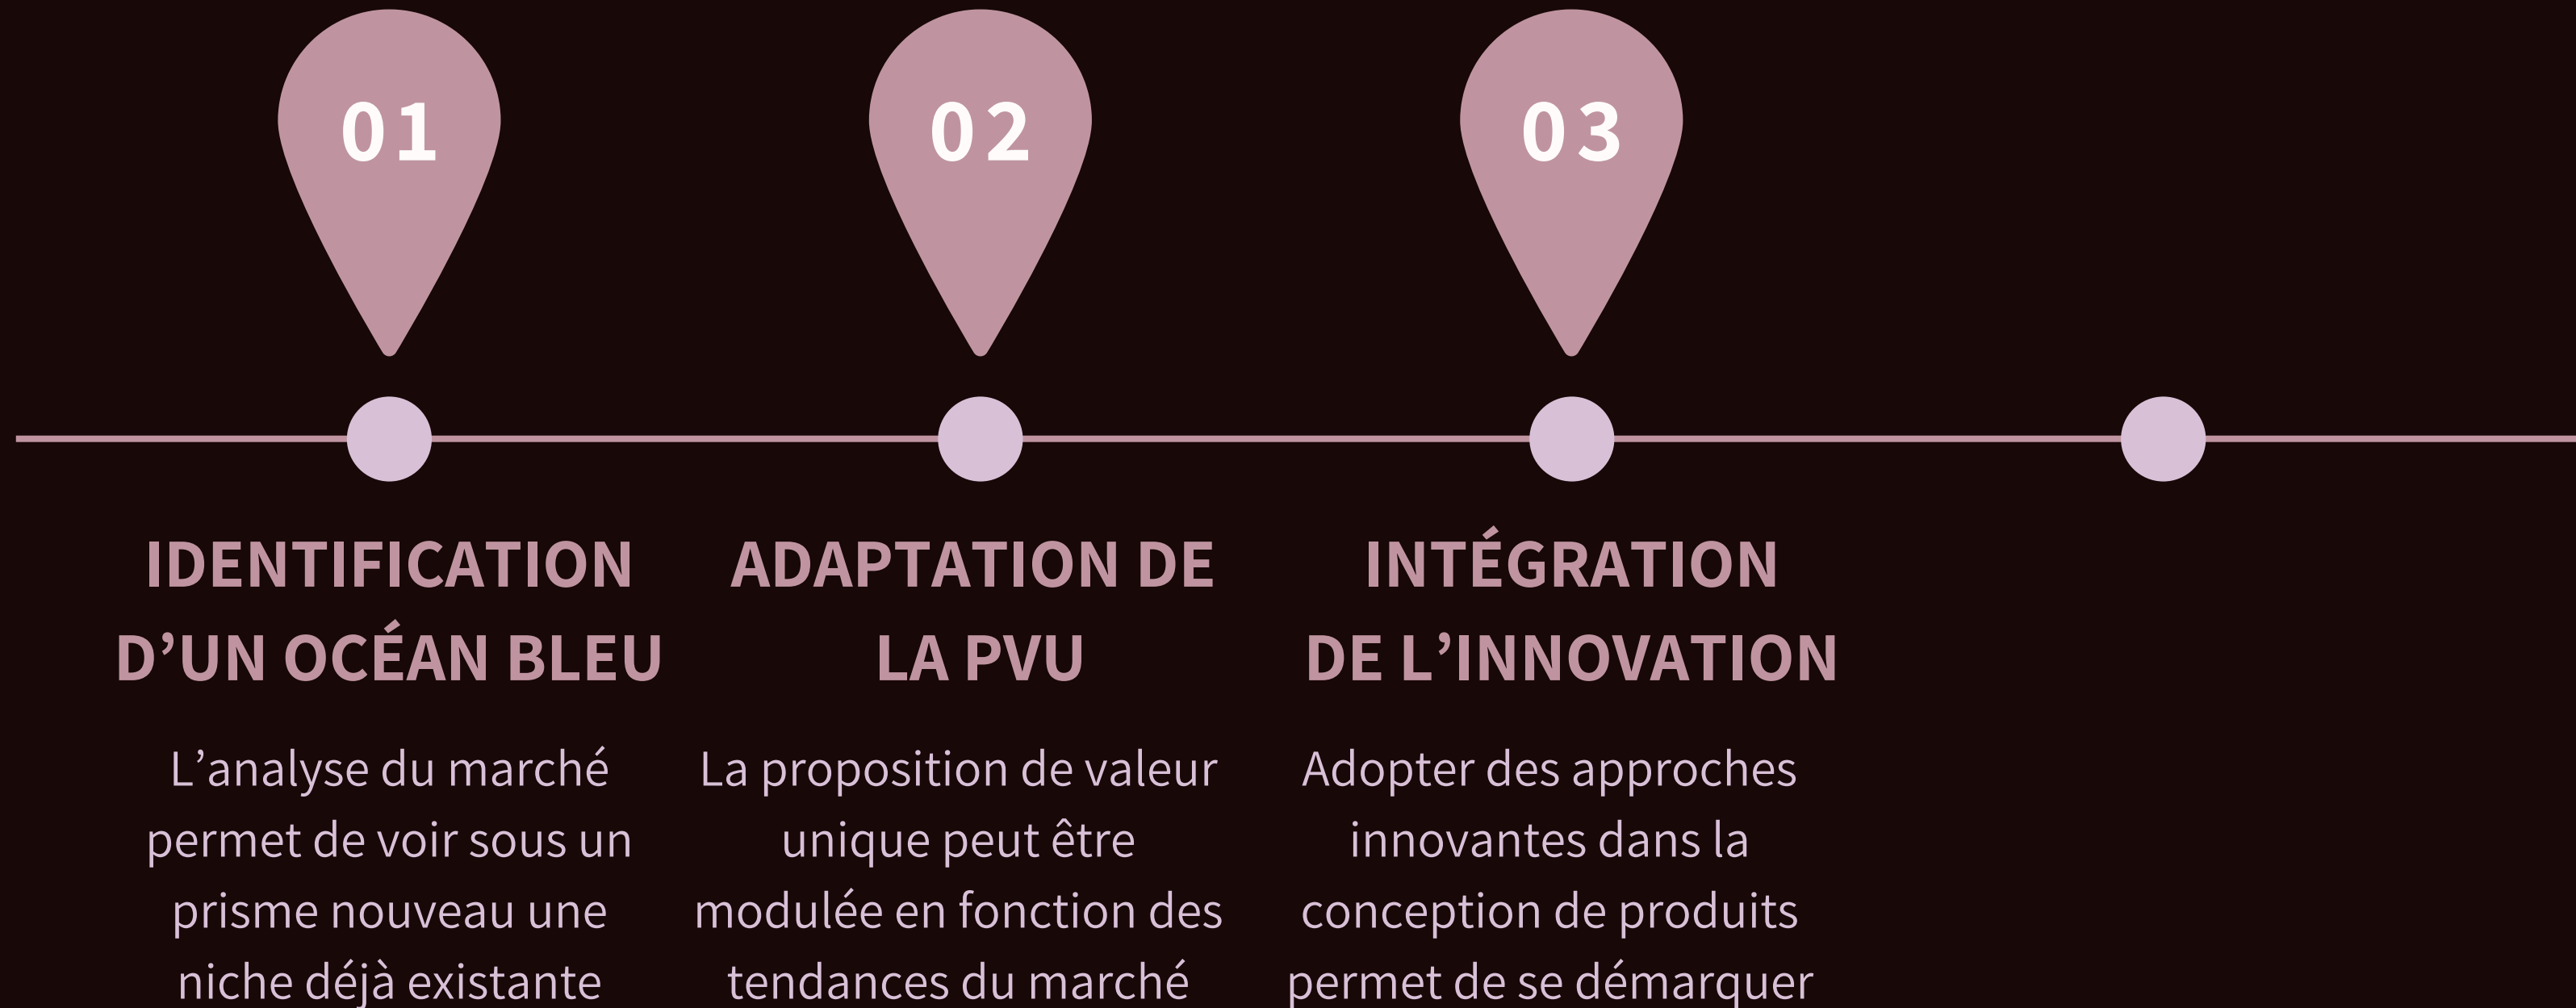 01
02
03
IDENTIFICATION
D’UN OCÉAN BLEU
L’analyse du marché
permet de voir sous un
prisme nouveau une
niche déjà existante
ADAPTATION DE
LA PVU
La proposition de valeur
unique peut être
modulée en fonction des
tendances du marché
INTÉGRATION
DE L’INNOVATION
Adopter des approches
innovantes dans la
conception de produits
permet de se démarquer